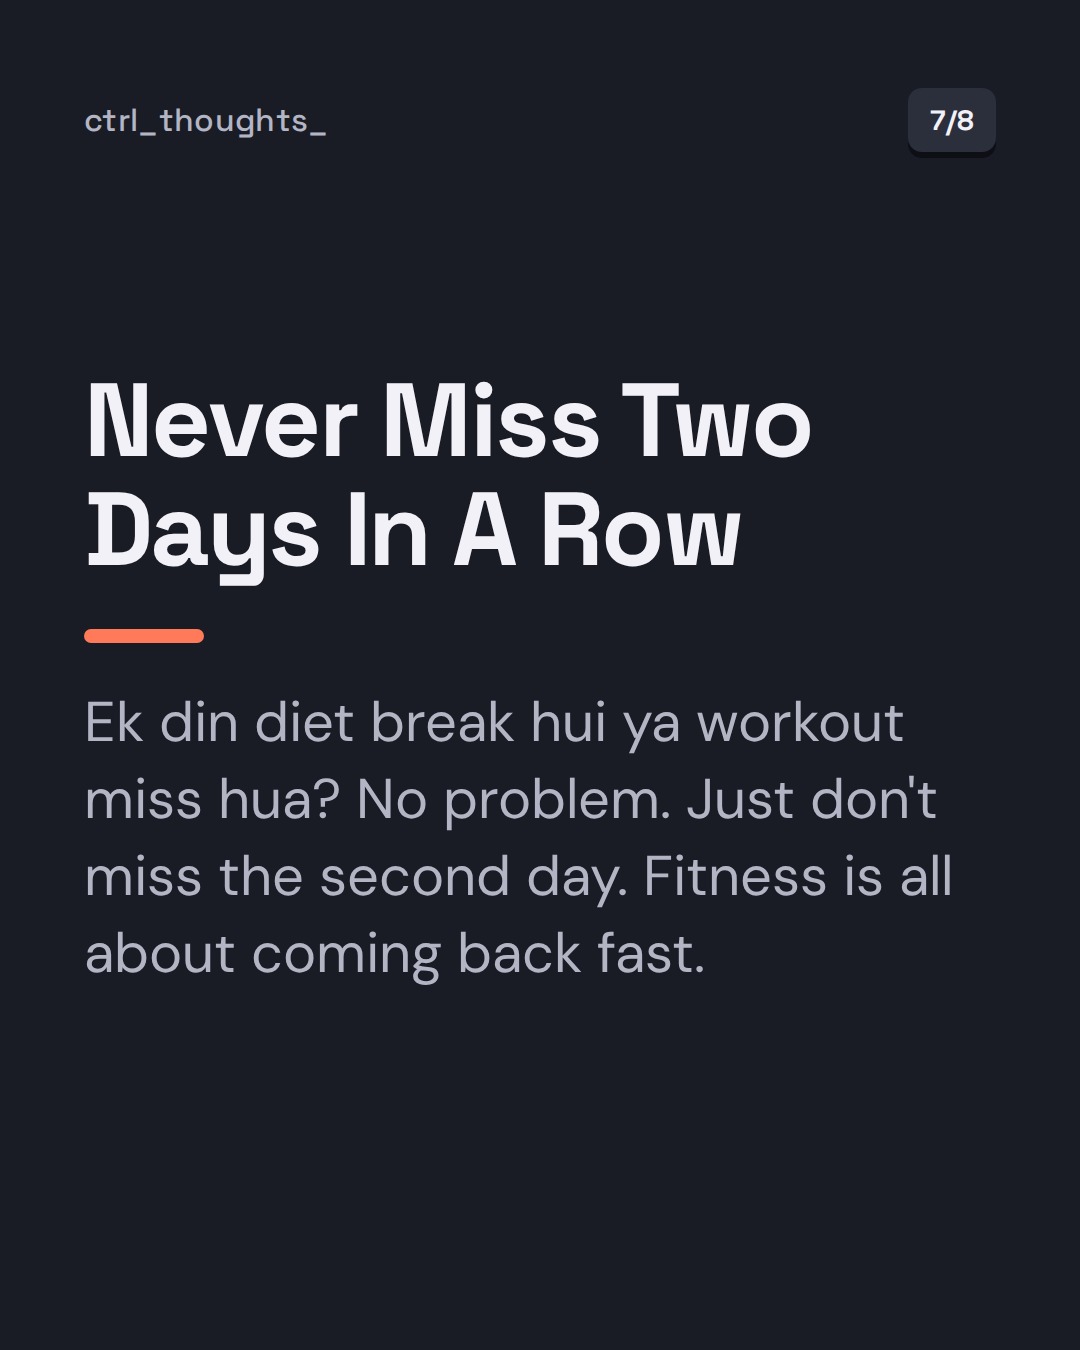 ctrl_thoughts_
7/8
Never Miss Two
Days In A Row
Ek din diet break hui ya workout
miss hua? No problem. Just don't
miss the second day. Fitness is all
about coming back fast.